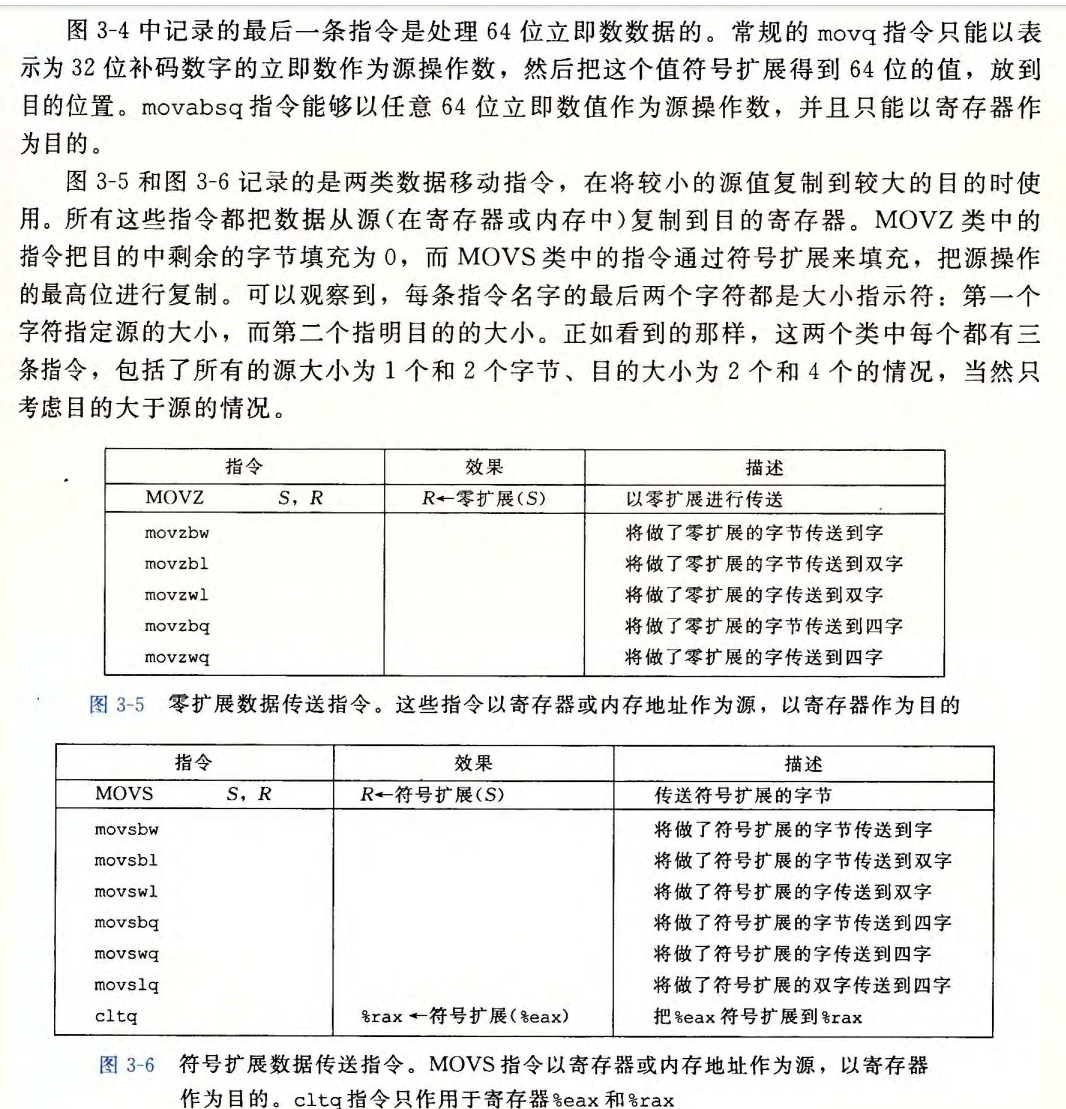 图 3-4 中记录的最后一条指令是处理 64 位立即数数据的。常规的 movq 指令只能以表
示为 32 位补码数字的立即数作为源操作数，然后把这个值符号扩展得到 64 位的值，放到
目的位置。movabsq 指令能够以任意 64 位立即数值作为源操作数，并且只能以寄存器作
为目的。
图 3-5 和图 3-6 记录的是两类数据移动指令，在将较小的源值复制到较大的目的时使
用。所有这些指令都把数据从源(在寄存器或内存中)复制到目的寄存器。MOVZ 类中的
指令把目的中剩余的字节填充为 0，而 MOVS 类中的指令通过符号扩展来填充，把源操作
的最高位进行复制。可以观察到，每条指令名字的最后两个字符都是大小指示符：第一个
字符指定源的大小，而第二个指明目的的大小。正如看到的那样，这两个类中每个都有三
条指令，包括了所有的源大小为 1 个和 2 个字节、目的大小为 2 个和 4 个的情况，当然只
考虑目的大于源的情况。
指令 效果 描述
MOVZ S, R R←零扩展(S) 以零扩展进行传送
movzbw 将做了零扩展的字节传送到字
movzbl 将做了零扩展的字节传送到双字
movzwl 将做了零扩展的字传送到双字
movzbq 将做了零扩展的字节传送到四字
movzwq 将做了零扩展的字传送到四字
图 3-5 零扩展数据传送指令。这些指令以寄存器或内存地址作为源，以寄存器作为目的
指令 效果 描述
MOVS S, R R←符号扩展(S) 传送符号扩展的字节
movsbw 将做了符号扩展的字节传送到字
movsbl 将做了符号扩展的字节传送到双字
movswl 将做了符号扩展的字传送到双字
movsbq 将做了符号扩展的字节传送到四字
movswq 将做了符号扩展的字传送到四字
movslq 将做了符号扩展的双字传送到四字
cltq %rax←符号扩展(%eax) 把%eax 符号扩展到%rax
图 3-6 符号扩展数据传送指令。MOVS 指令以寄存器或内存地址作为源，以寄存器
作为目的。cltq 指令只作用于寄存器%eax 和%rax